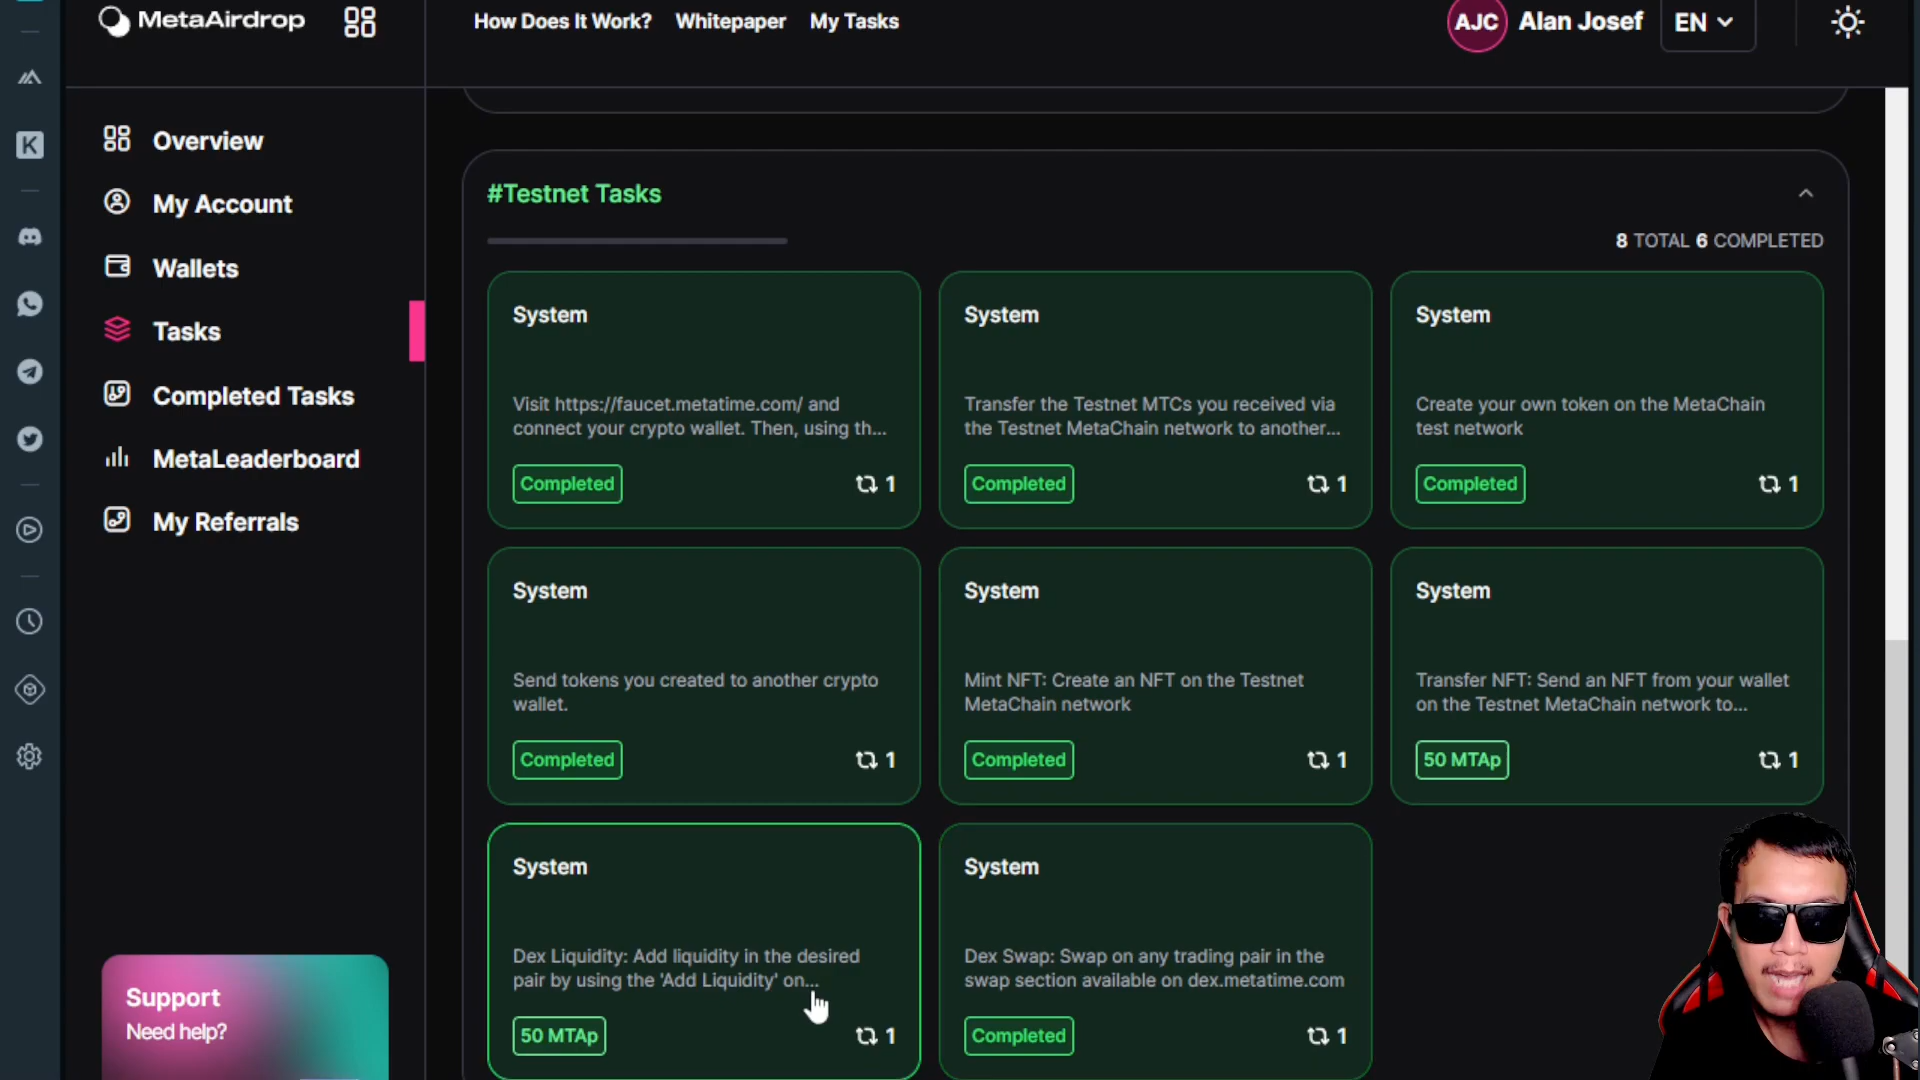 MetaAirdrop
How Does It Work? Whitepaper My Tasks
AJC Alan Josef EN
Overview
My Account
Wallets
Tasks
Completed Tasks
MetaLeaderboard
My Referrals
Support
Need help?
K
#Testnet Tasks
8 TOTAL 6 COMPLETED
System
Visit https://faucet.metatime.com/ and
connect your crypto wallet. Then, using th...
Completed 1
System
Transfer the Testnet MTCs you received via
the Testnet MetaChain network to another...
Completed 1
System
Create your own token on the MetaChain
test network
Completed 1
System
Send tokens you created to another crypto
wallet.
Completed 1
System
Mint NFT: Create an NFT on the Testnet
MetaChain network
Completed 1
System
Transfer NFT: Send an NFT from your wallet
on the Testnet MetaChain network to...
50 MTAp 1
System
Dex Liquidity: Add liquidity in the desired
pair by using the 'Add Liquidity' on...
50 MTAp 1
System
Dex Swap: Swap on any trading pair in the
swap section available on dex.metatime.com
Completed 1